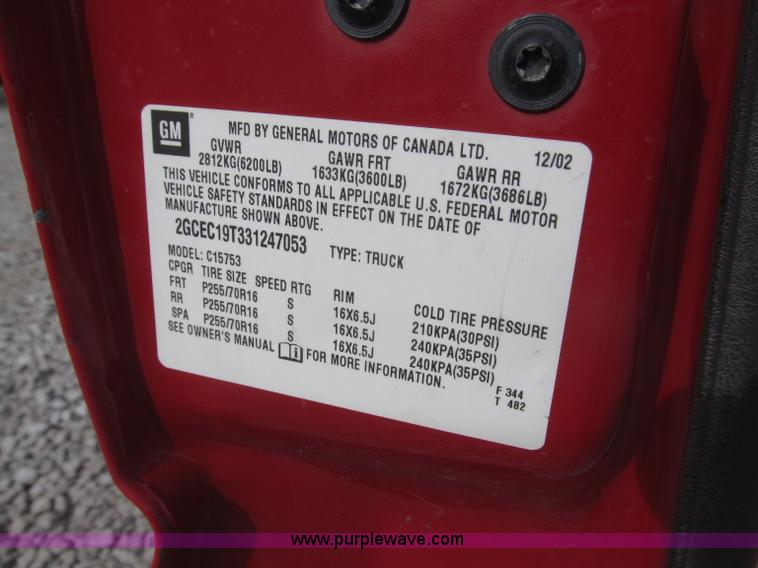 GM
MFD BY GENERAL MOTORS OF CANADA LTD. 12/02
GVWR GAWR FRT GAWR RR
2812KG(6200LB) 1633KG(3600LB) 1672KG(3686LB)
THIS VEHICLE CONFORMS TO ALL APPLICABLE U.S. FEDERAL MOTOR
VEHICLE SAFETY STANDARDS IN EFFECT ON THE DATE OF
MANUFACTURE SHOWN ABOVE.
2GCEC19T331247053 TYPE: TRUCK
MODEL: C15753
CPGR TIRE SIZE SPEED RTG RIM COLD TIRE PRESSURE
FRT P255/70R16 S 16X6.5J 210KPA(30PSI)
RR P255/70R16 S 16X6.5J 240KPA(35PSI)
SPA P255/70R16 S 16X6.5J 240KPA(35PSI)
SEE OWNER'S MANUAL i FOR MORE INFORMATION.
F 344
T 482
www.purplewave.com